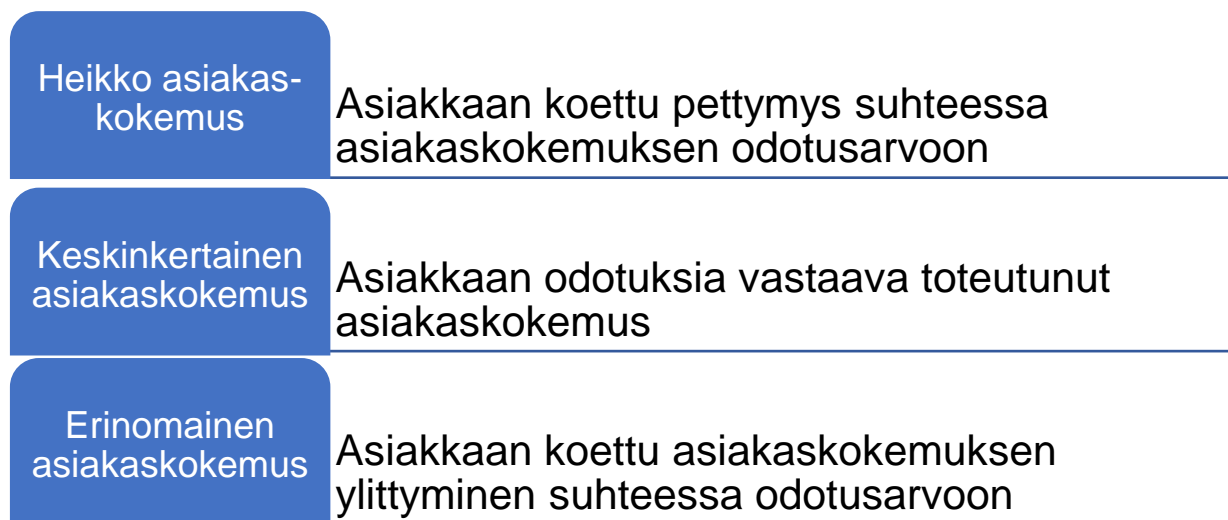 Heikko asiakas-
kokemus
Asiakkaan koettu pettymys suhteessa
asiakaskokemuksen odotusarvoon
Keskinkertainen
asiakaskokemus
Asiakkaan odotuksia vastaava toteutunut
asiakaskokemus
Erinomainen
asiakaskokemus
Asiakkaan koettu asiakaskokemuksen
ylittyminen suhteessa odotusarvoon